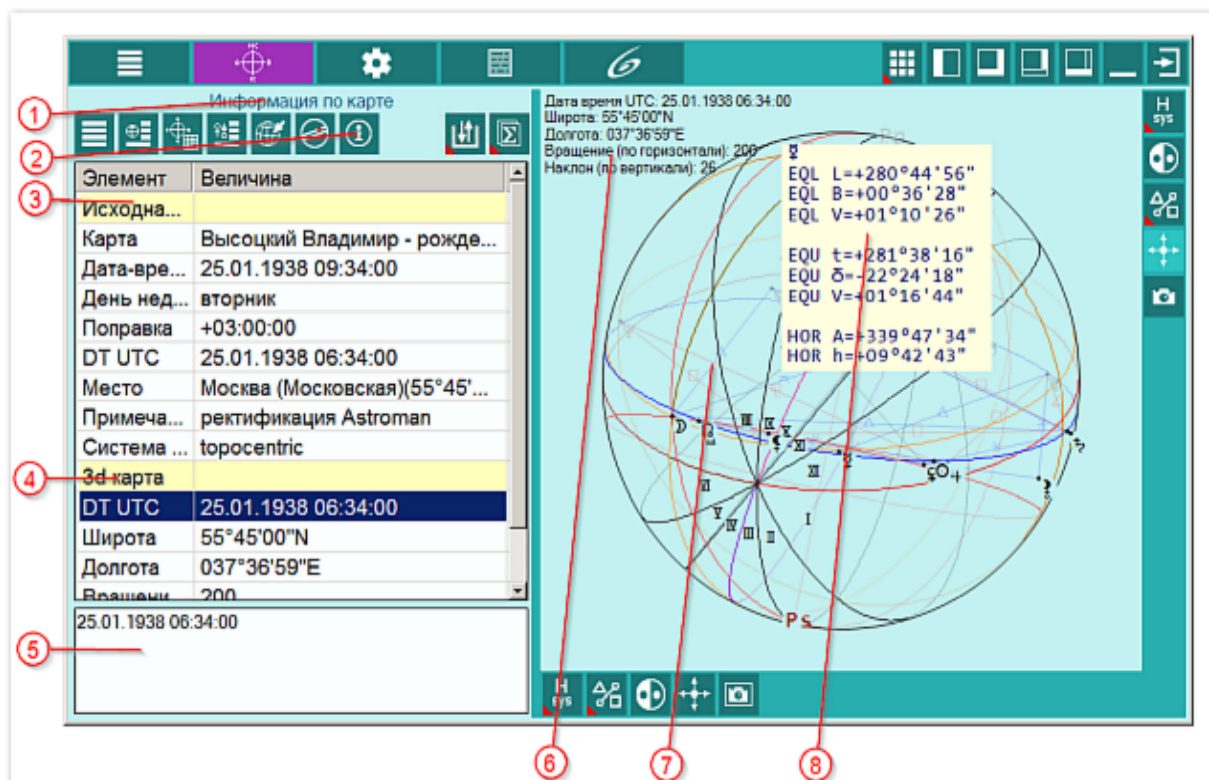 Информация по карте
1
2
3
4
5
Элемент Величина
Исходна...
Карта Высоцкий Владимир - рожде...
Дата-вре... 25.01.1938 09:34:00
День нед... вторник
Поправка +03:00:00
DT UTC 25.01.1938 06:34:00
Место Москва (Московская)(55°45'...
Примеча... ректификация Astroman
Система ... topocentric
3d карта
DT UTC 25.01.1938 06:34:00
Широта 55°45'00"N
Долгота 037°36'59"E
Вращени... 200
25.01.1938 06:34:00
Дата время UTC: 25.01.1938 06:34:00
Широта: 55°45'00"N
Долгота: 037°36'59"E
Вращение (по горизонтали): 200
Наклон (по вертикали): 26
Pn
☿
EQL L=+280°44'56"
EQL B=+00°36'28"
EQL V=+01°10'26"
EQU t=+281°38'16"
EQU δ=-22°24'18"
EQU V=+01°16'44"
HOR A=+339°47'34"
HOR h=+09°42'43"
Ps
H
sys
H
sys
6
7
8